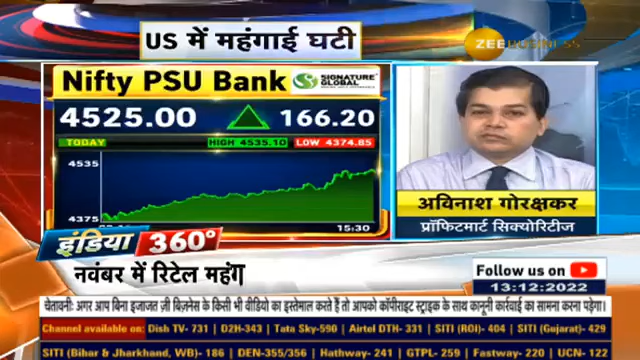 US में महंगाई घटी
ZEE BUSINESS
Nifty PSU Bank
SIGNATURE GLOBAL
4525.00 166.20
TODAY HIGH 4535.10 LOW 4374.85
4535
4375
15:30
अविनाश गोरक्षकर
प्रॉफिटमार्ट सिक्योरिटीज
इंडिया 360°
नवंबर में रिटेल महंग
Follow us on
13:12:2022
चेतावनी: अगर आप बिना इजाजत ज़ी बिज़नेस के किसी भी वीडियो का इस्तेमाल करते हैं तो आपको कॉपीराइट स्ट्राइक के साथ कानूनी कार्रवाई का सामना करना पड़ेगा।
Channel available on: Dish TV- 731 | D2H-343 | Tata Sky-590 | Airtel DTH- 331 | SITI (ROI) - 404 | SITI (Gujarat) - 429
SITI (Bihar & Jharkhand, WB)- 186 | DEN-355/356 | Hathway- 241 | GTPL- 259 | Fastway- 220 | UCN- 122